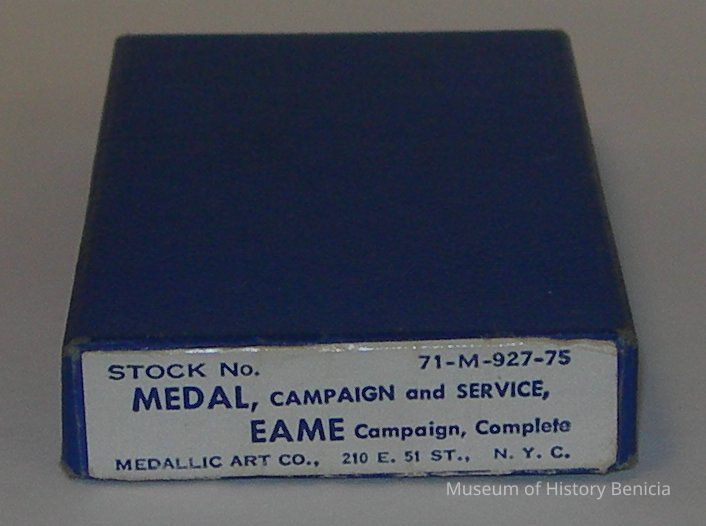 STOCK No. 71-M-927-75
MEDAL, CAMPAIGN and SERVICE,
EAME Campaign, Complete
MEDALLIC ART CO., 210 E. 51 ST., N. Y. C.
Museum of History Benicia